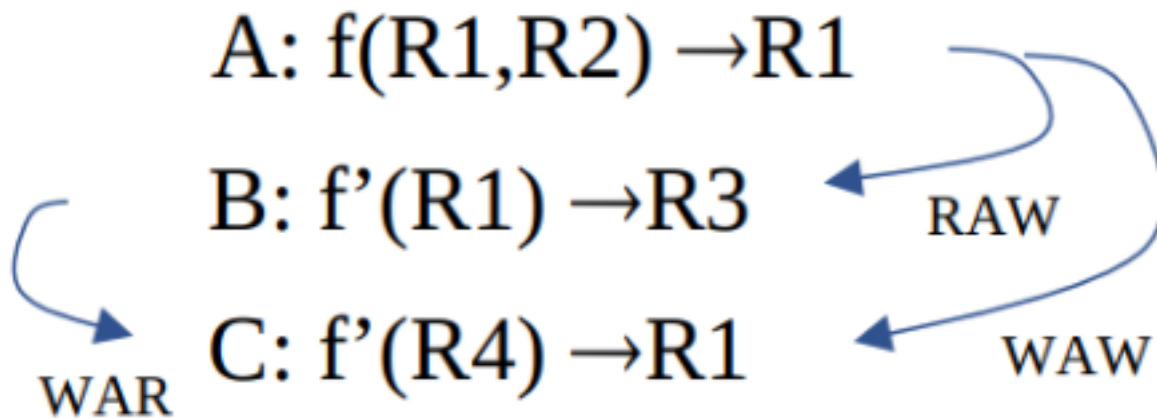 A: f(R1,R2) →R1
B: f’(R1) →R3
RAW
C: f’(R4) →R1
WAW
WAR